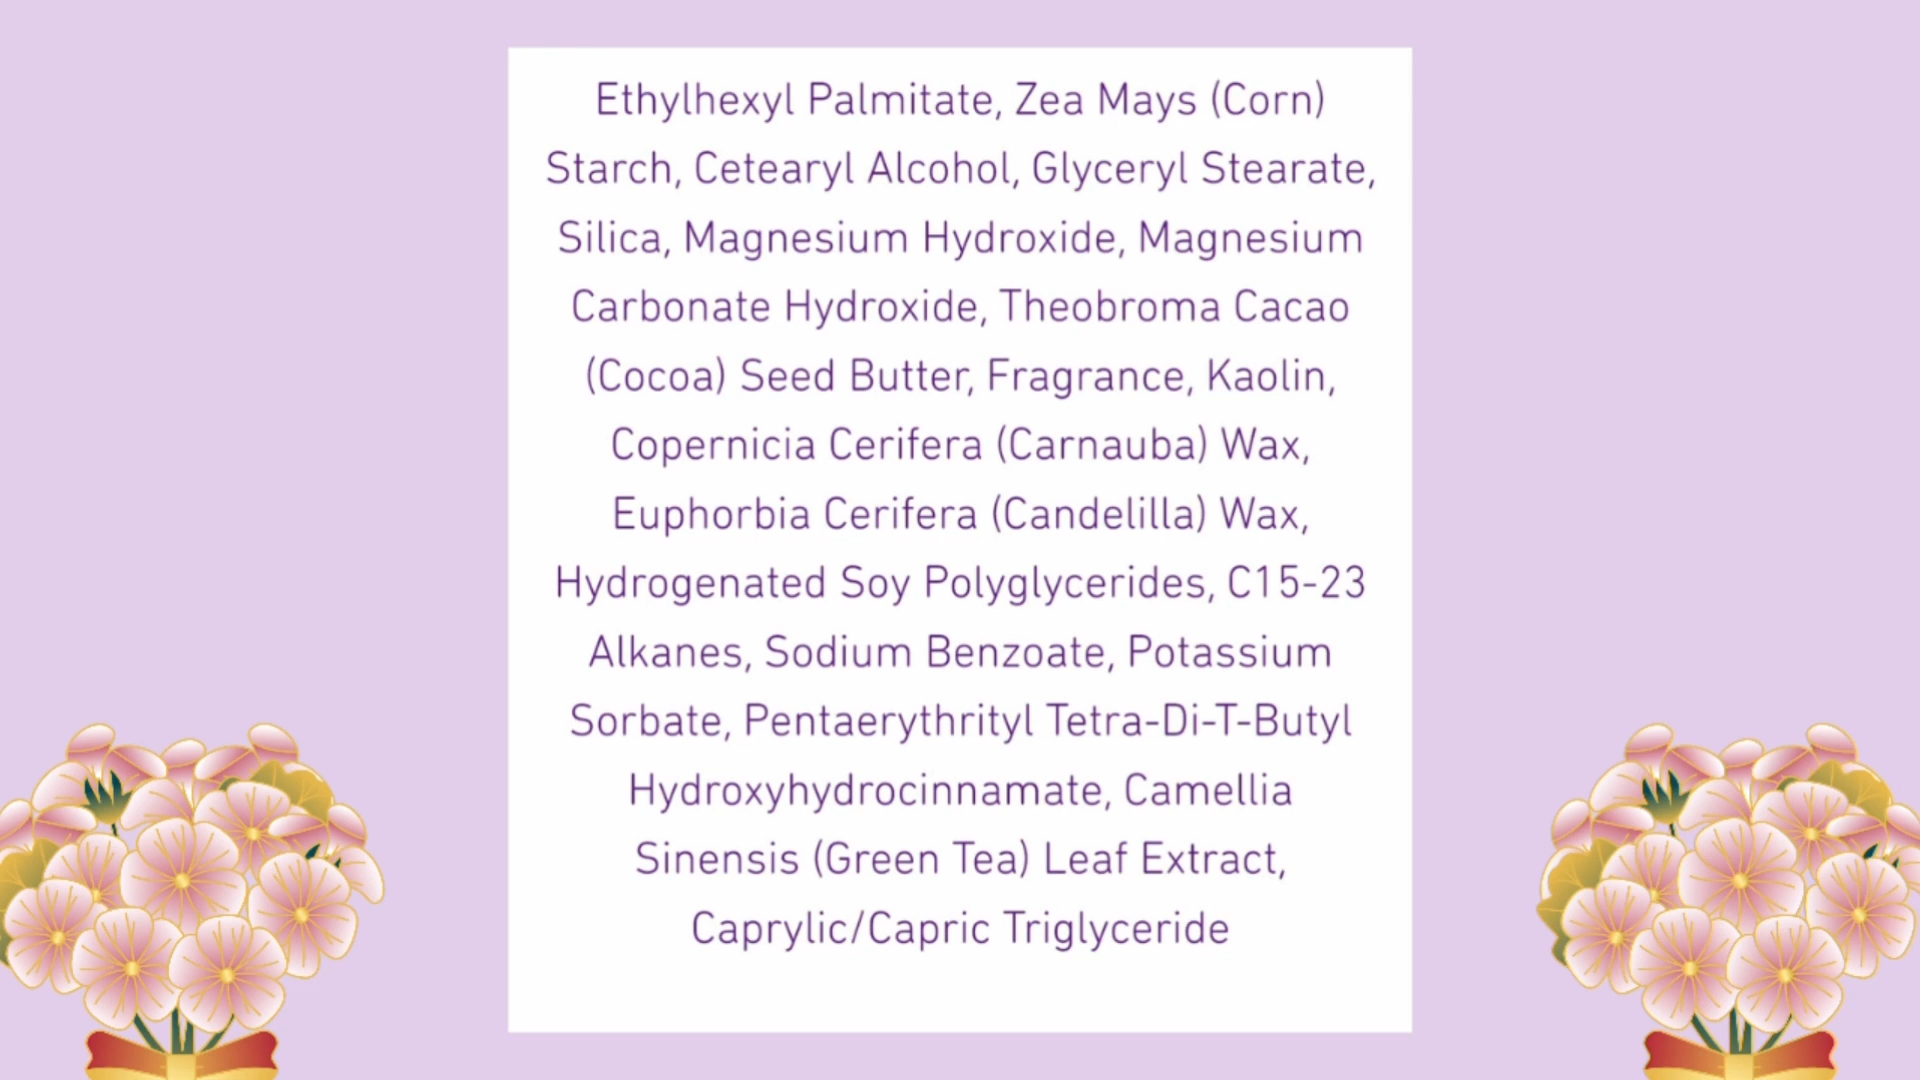 Ethylhexyl Palmitate, Zea Mays (Corn)
Starch, Cetearyl Alcohol, Glyceryl Stearate,
Silica, Magnesium Hydroxide, Magnesium
Carbonate Hydroxide, Theobroma Cacao
(Cocoa) Seed Butter, Fragrance, Kaolin,
Copernicia Cerifera (Carnauba) Wax,
Euphorbia Cerifera (Candelilla) Wax,
Hydrogenated Soy Polyglycerides, C15-23
Alkanes, Sodium Benzoate, Potassium
Sorbate, Pentaerythrityl Tetra-Di-T-Butyl
Hydroxyhydrocinnamate, Camellia
Sinensis (Green Tea) Leaf Extract,
Caprylic/Capric Triglyceride